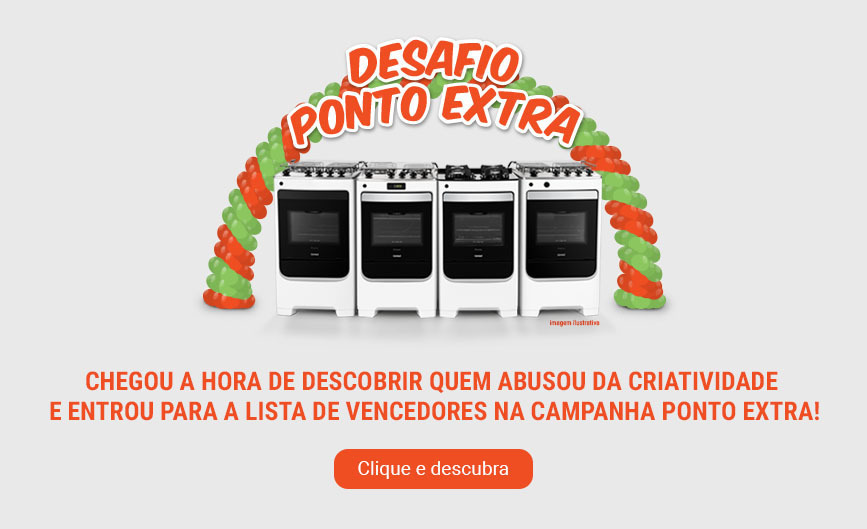 DESAFIO
PONTO EXTRA
imagem ilustrativa
CHEGOU A HORA DE DESCOBRIR QUEM ABUSOU DA CRIATIVIDADE
E ENTROU PARA A LISTA DE VENCEDORES NA CAMPANHA PONTO EXTRA!
Clique e descubra